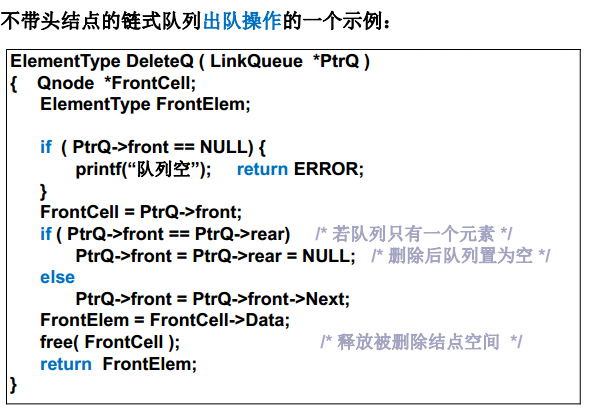 不带头结点的链式队列出队操作的一个示例：
ElementType DeleteQ ( LinkQueue *PtrQ )
{ Qnode *FrontCell;
ElementType FrontElem;
if ( PtrQ->front == NULL) {
printf(“队列空”); return ERROR;
}
FrontCell = PtrQ->front;
if ( PtrQ->front == PtrQ->rear) /* 若队列只有一个元素 */
PtrQ->front = PtrQ->rear = NULL; /* 删除后队列置为空 */
else
PtrQ->front = PtrQ->front->Next;
FrontElem = FrontCell->Data;
free( FrontCell ); /* 释放被删除结点空间 */
return FrontElem;
}